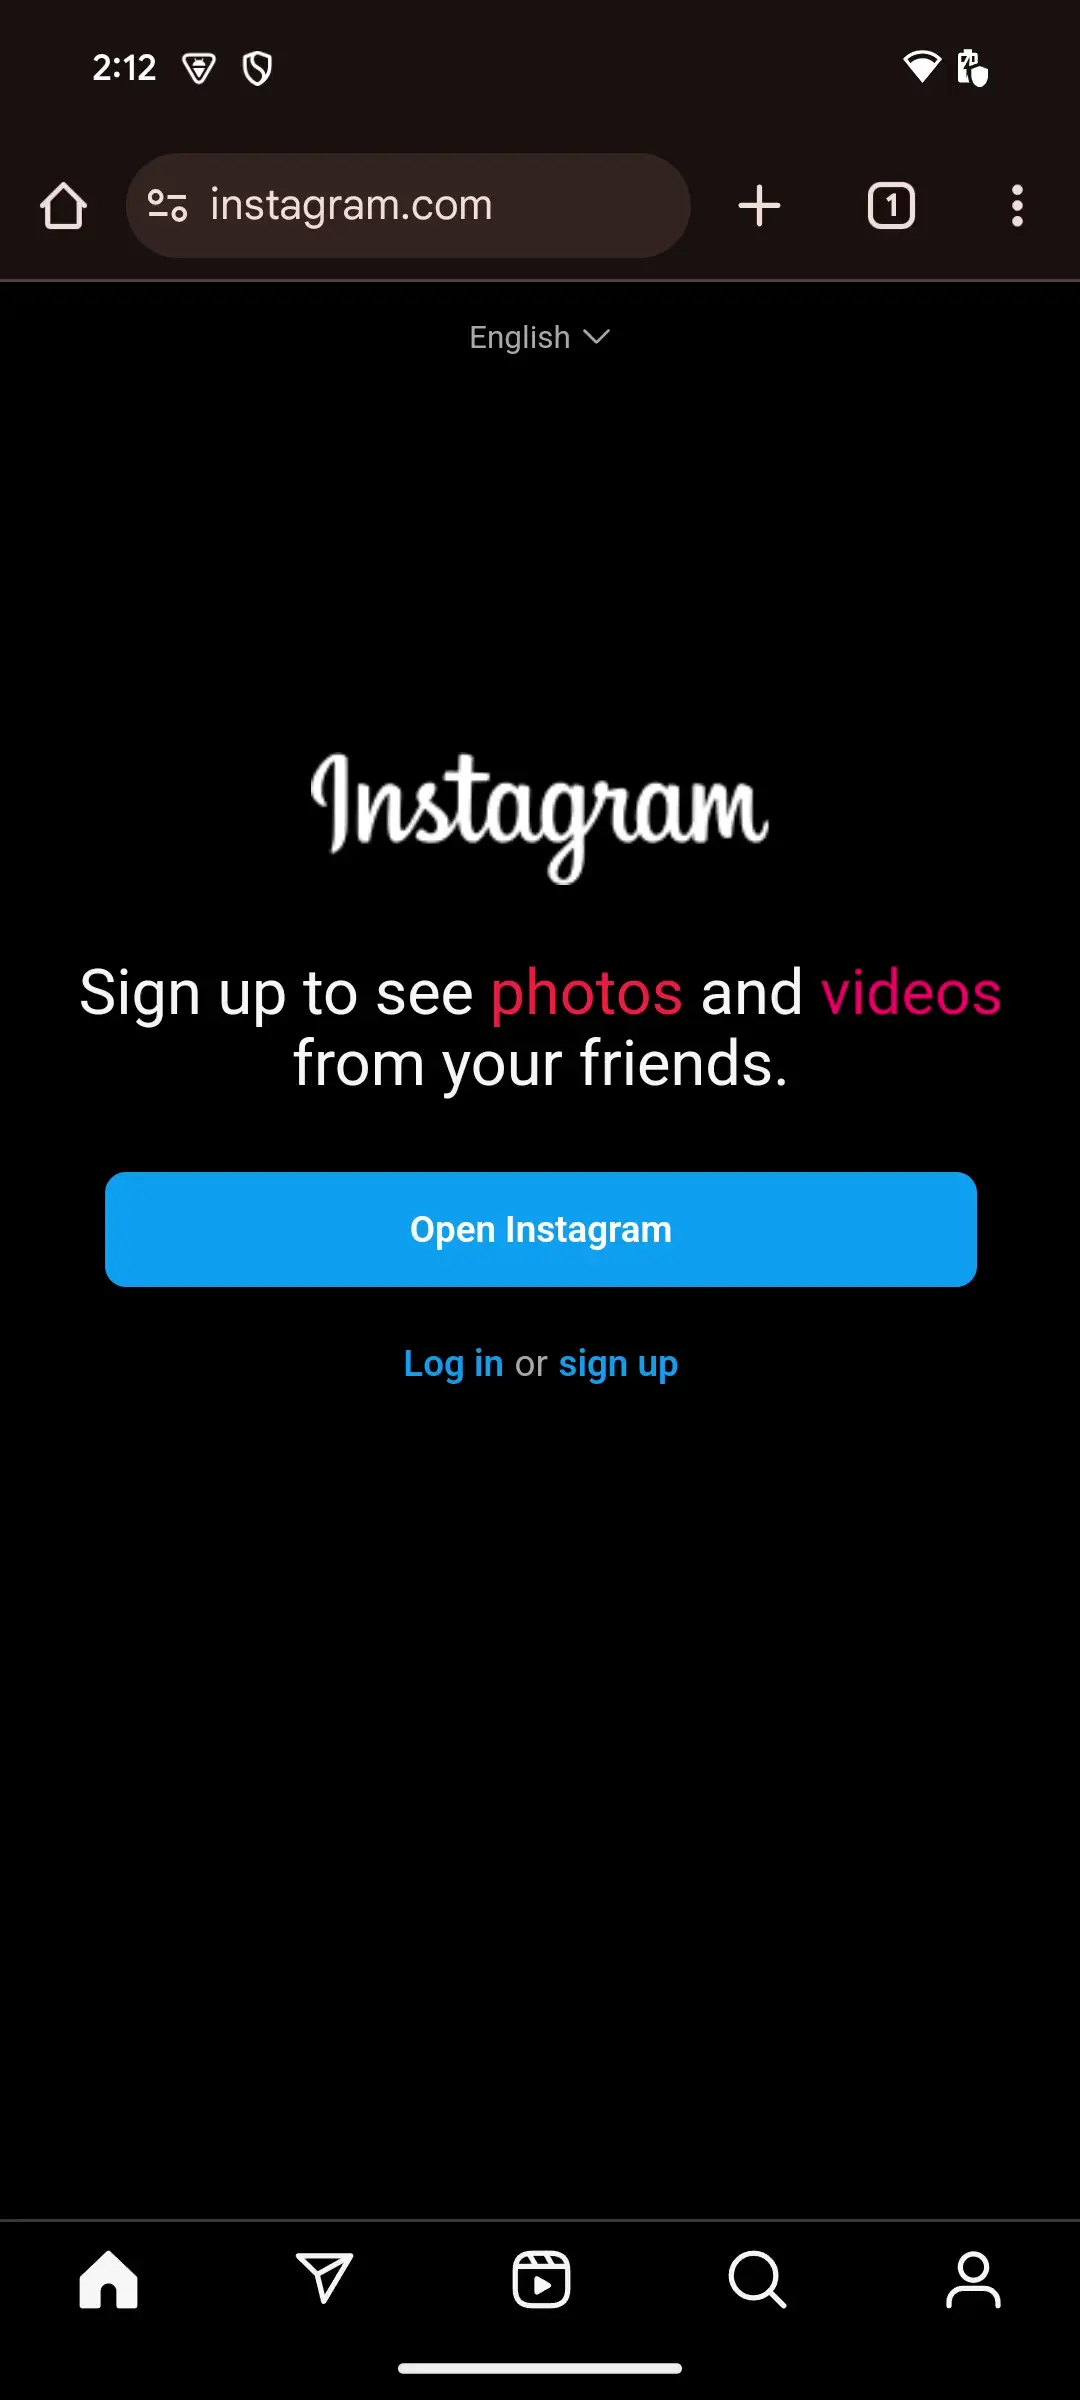 2:12
instagram.com
1
English
Instagram
Sign up to see photos and videos
from your friends.
Open Instagram
Log in or sign up